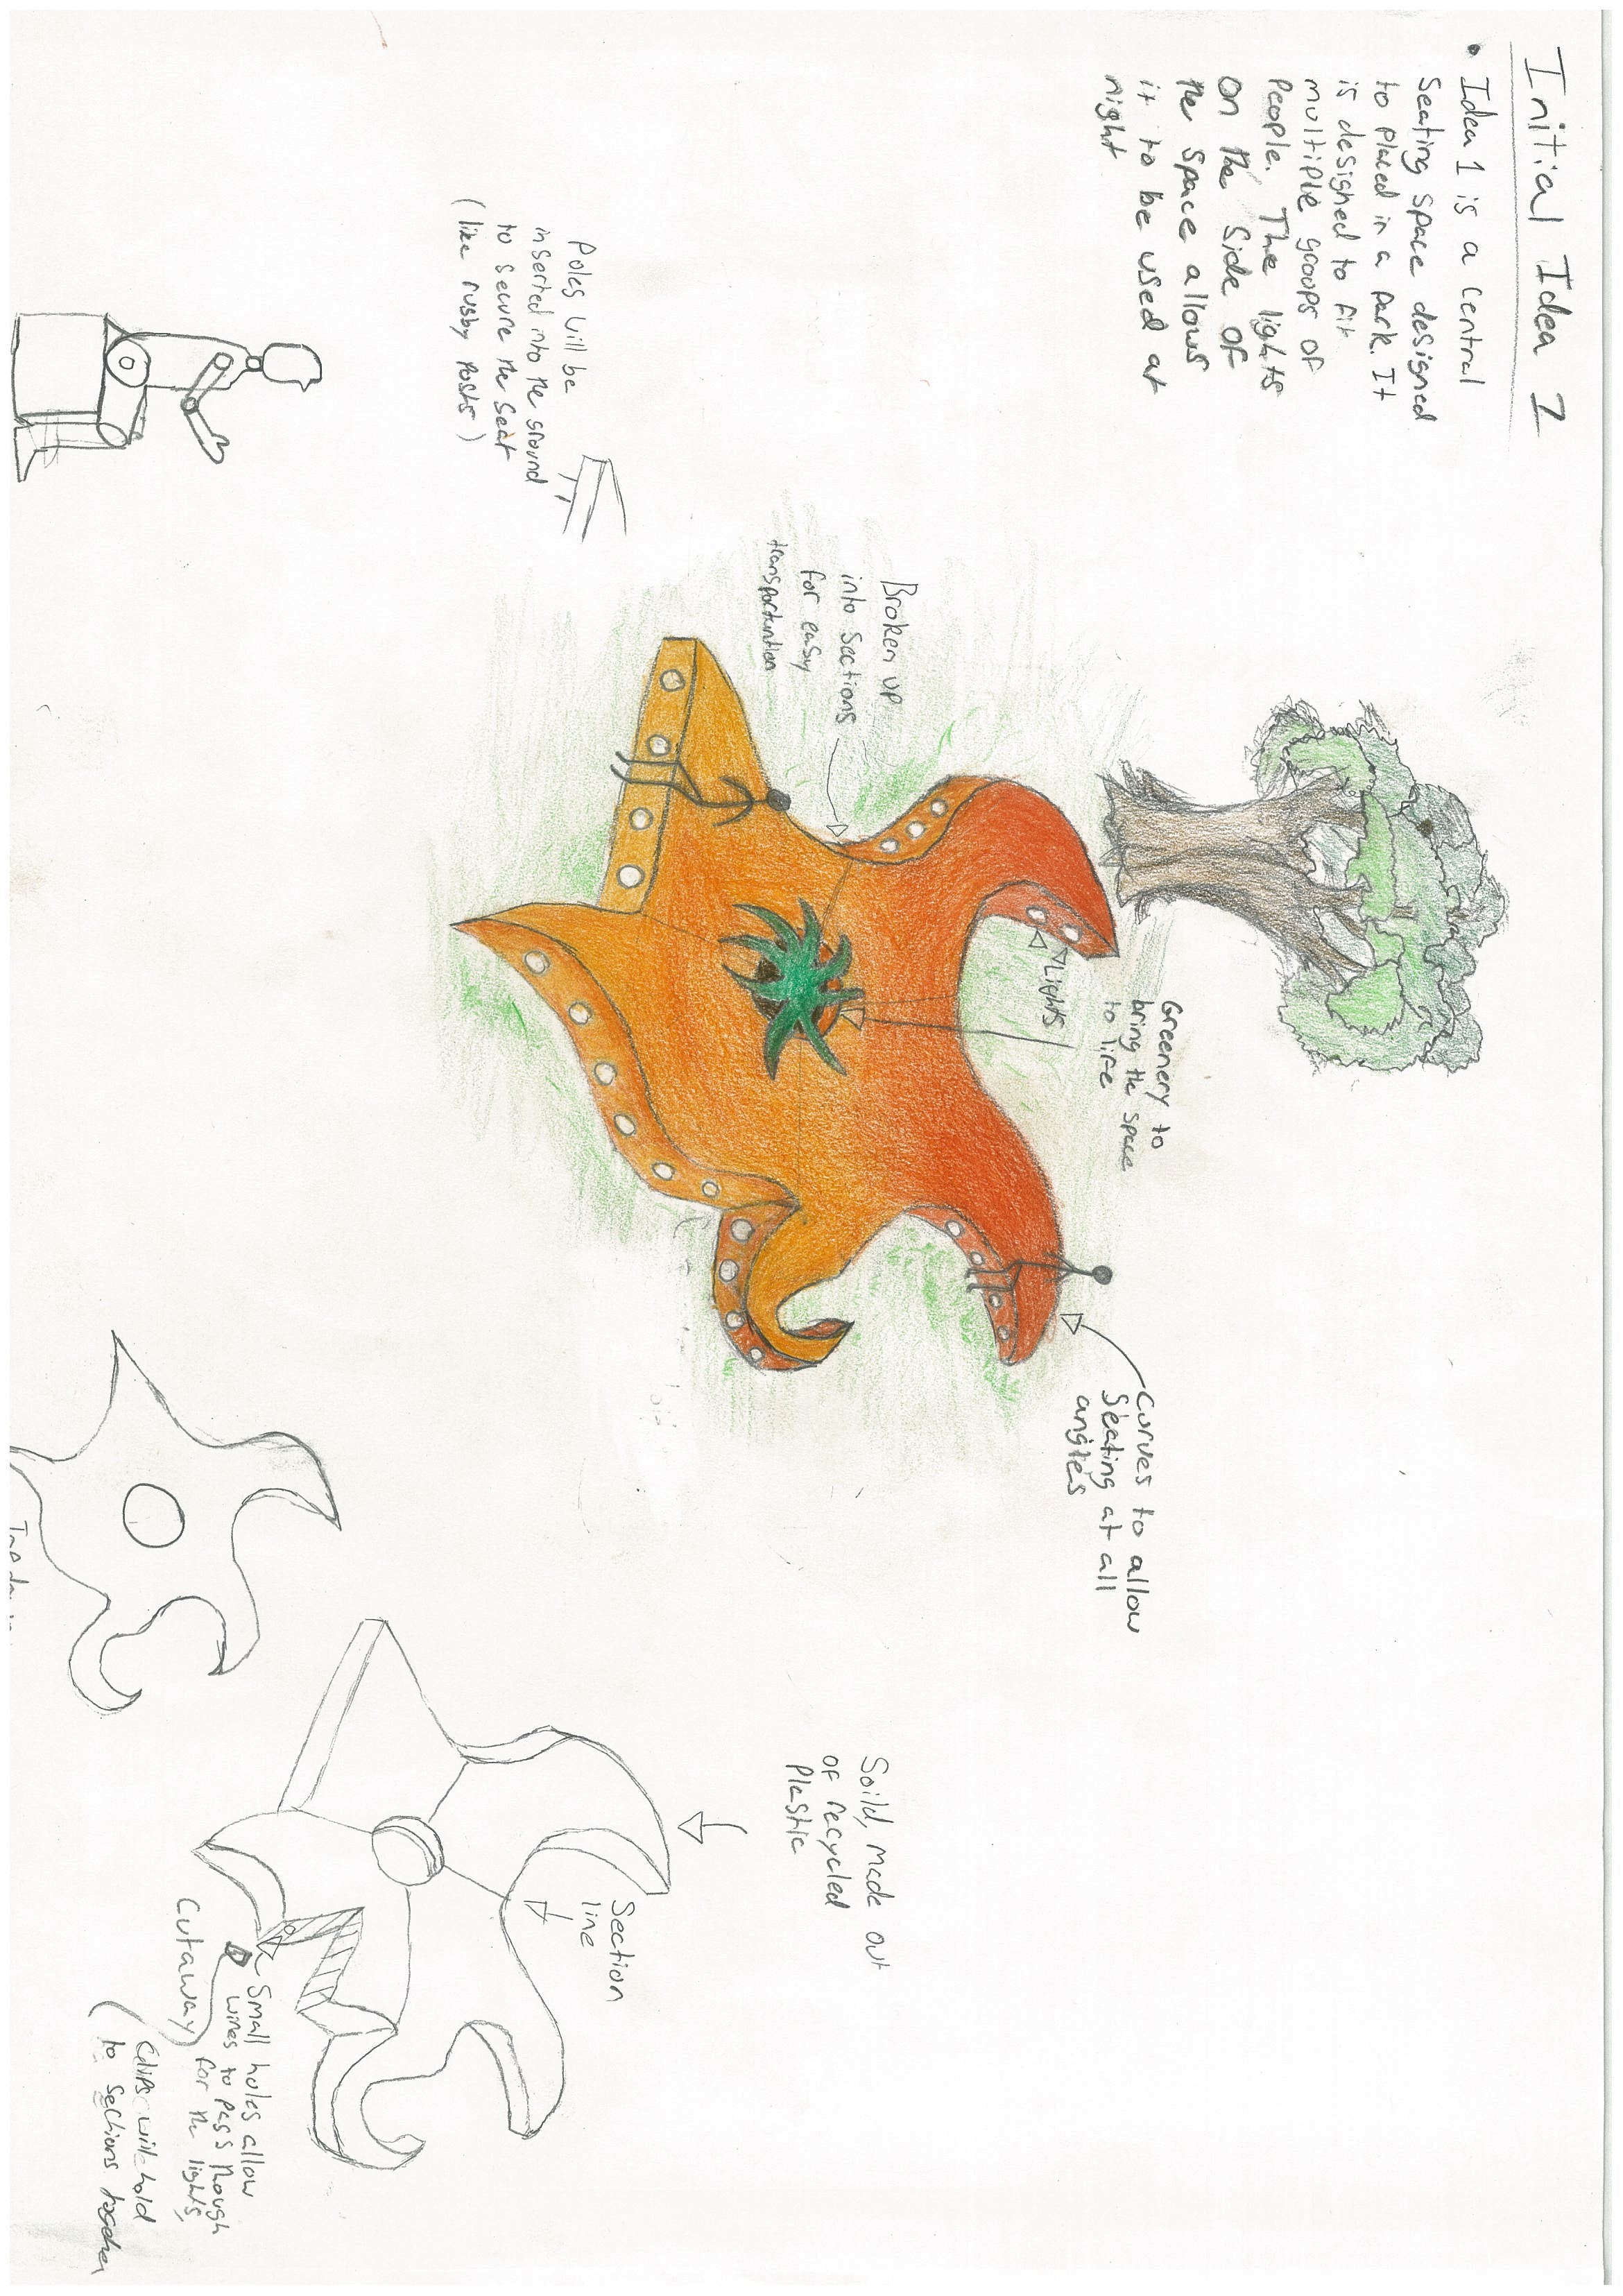 Initial Idea 1
• Idea 1 is a central
Seating space designed
to placed in a park. It
is designed to fit
multiple groups of
People. The lights
on the side of
the space allows
it to be used at
night
Greenery to
bring the space
to life
Curves to allow
Seating at all
angles
Lights
Broken up
into sections
for easy
Soild, made out
of recycled
Plastic
Section
line
Poles will be
inserted into the ground
to secure the seat
(like rugby posts)
Small holes allow
wires to pass though
for the lights,
Cutaway
Clips will hold
to sections together